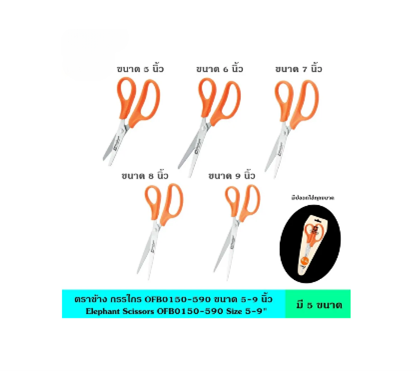 ขนาด 5 นิ้ว ขนาด 6 นิ้ว ขนาด 7 นิ้ว
ขนาด 8 นิ้ว ขนาด 9 นิ้ว
ตราช้าง กรรไกร OFB0150-590 ขนาด 5-9 นิ้ว
Elephant Scissors OFB0150-590 Size 5-9"
มี 5 ขนาด